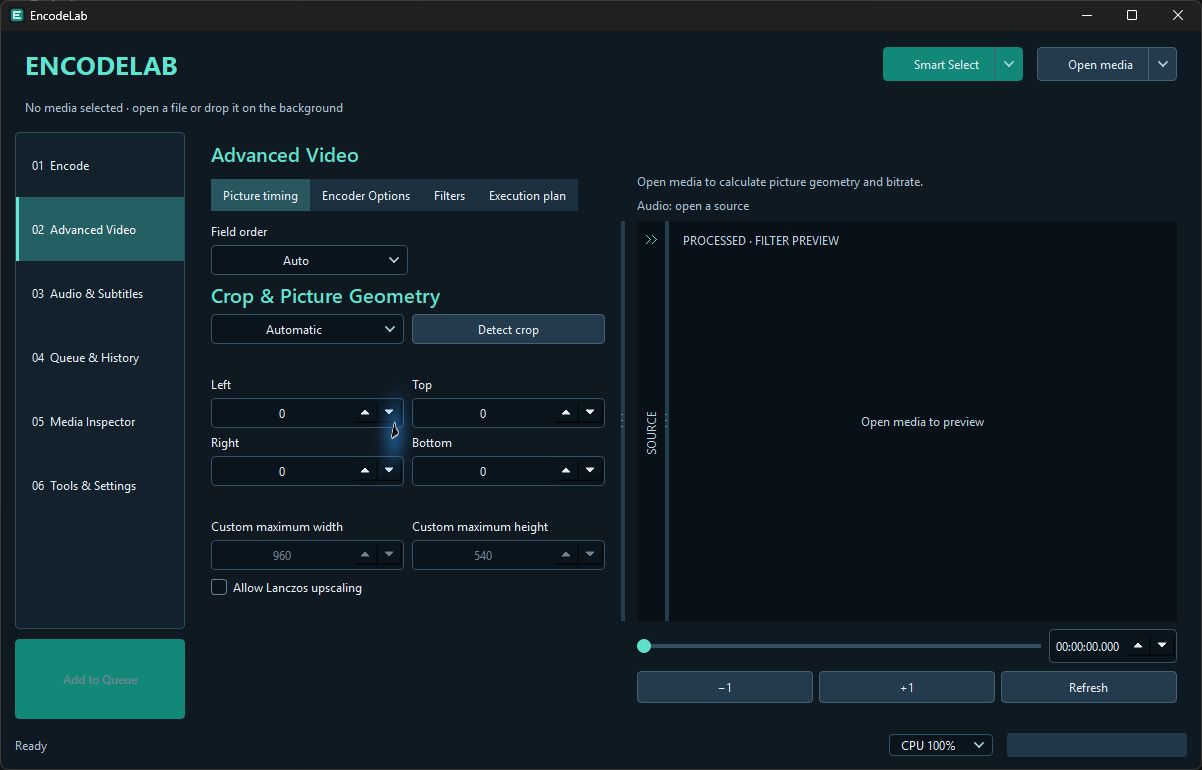 E EncodeLab
ENCODELAB
Smart Select
Open media
No media selected · open a file or drop it on the background
01 Encode
02 Advanced Video
03 Audio & Subtitles
04 Queue & History
05 Media Inspector
06 Tools & Settings
Add to Queue
Ready
Advanced Video
Picture timing Encoder Options Filters Execution plan
Field order
Auto
Crop & Picture Geometry
Automatic Detect crop
Left Top
0 0
Right Bottom
0 0
Custom maximum width Custom maximum height
960 540
Allow Lanczos upscaling
Open media to calculate picture geometry and bitrate.
Audio: open a source
SOURCE
PROCESSED · FILTER PREVIEW
Open media to preview
00:00:00.000
−1 +1 Refresh
CPU 100%